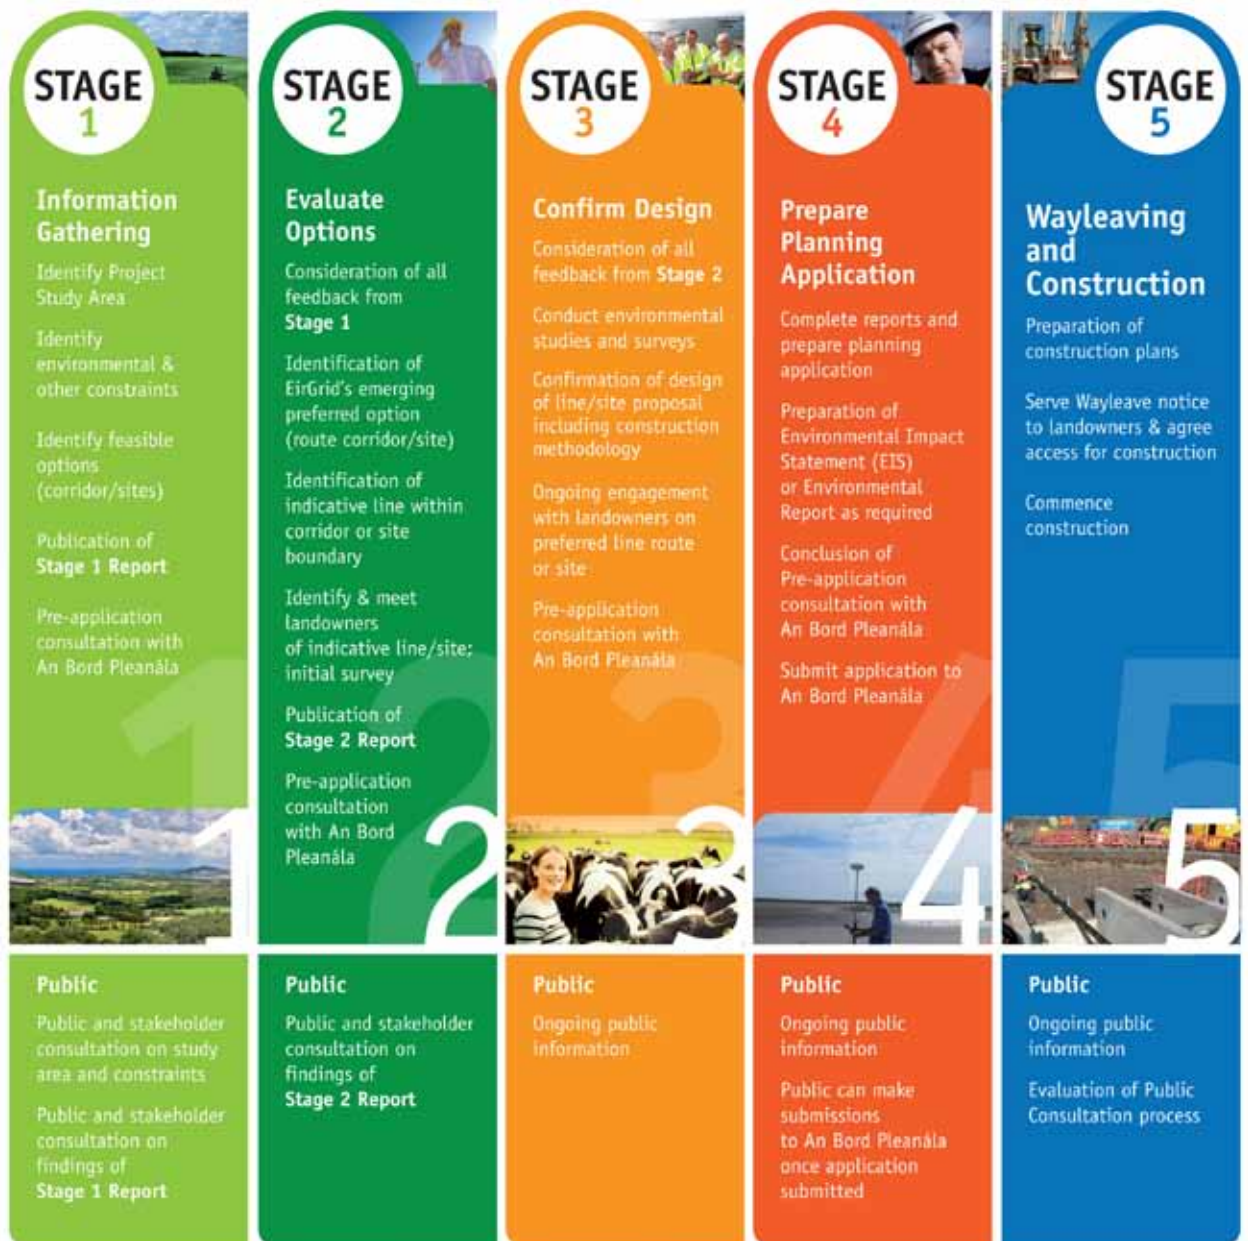 STAGE
1
Information
Gathering
Identify Project
Study Area
Identify
environmental &
other constraints
Identify feasible
options
(corridor/sites)
Publication of
Stage 1 Report
Pre-application
consultation with
An Bord Pleanála
1
1
Public
Public and stakeholder
consultation on study
area and constraints
Public and stakeholder
consultation on
findings of
Stage 1 Report
STAGE
2
Evaluate
Options
Consideration of all
feedback from
Stage 1
Identification of
EirGrid's emerging
preferred option
(route corridor/site)
Identification of
indicative line within
corridor or site
boundary
Identify & meet
landowners
of indicative line/site;
initial survey
Publication of
Stage 2 Report
Pre-application
consultation
with An Bord
Pleanála
2
2
Public
Public and stakeholder
consultation on
findings of
Stage 2 Report
STAGE
3
Confirm Design
Consideration of all
feedback from Stage 2
Conduct environmental
studies and surveys
Confirmation of design
of line/site proposal
including construction
methodology
Ongoing engagement
with landowners on
preferred line route
or site
Pre-application
consultation with
An Bord Pleanála
3
3
Public
Ongoing public
information
STAGE
4
Prepare
Planning
Application
Complete reports and
prepare planning
application
Preparation of
Environmental Impact
Statement (EIS)
or Environmental
Report as required
Conclusion of
Pre-application
consultation with
An Bord Pleanála
Submit application to
An Bord Pleanála
4
4
Public
Ongoing public
information
Public can make
submissions
to An Bord Pleanála
once application
submitted
STAGE
5
Wayleaving
and
Construction
Preparation of
construction plans
Serve Wayleave notice
to landowners & agree
access for construction
Commence
construction
5
5
Public
Ongoing public
information
Evaluation of Public
Consultation process